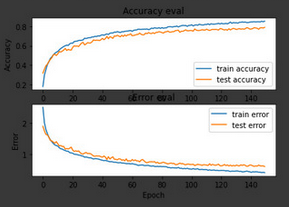 Accuracy eval
0.8
0.6
0.4
0.2
Accuracy
train accuracy
test accuracy
0 20 40 60 80 100 120 140
Error eval
2
1
Error
train error
test error
0 20 40 60 80 100 120 140
Epoch